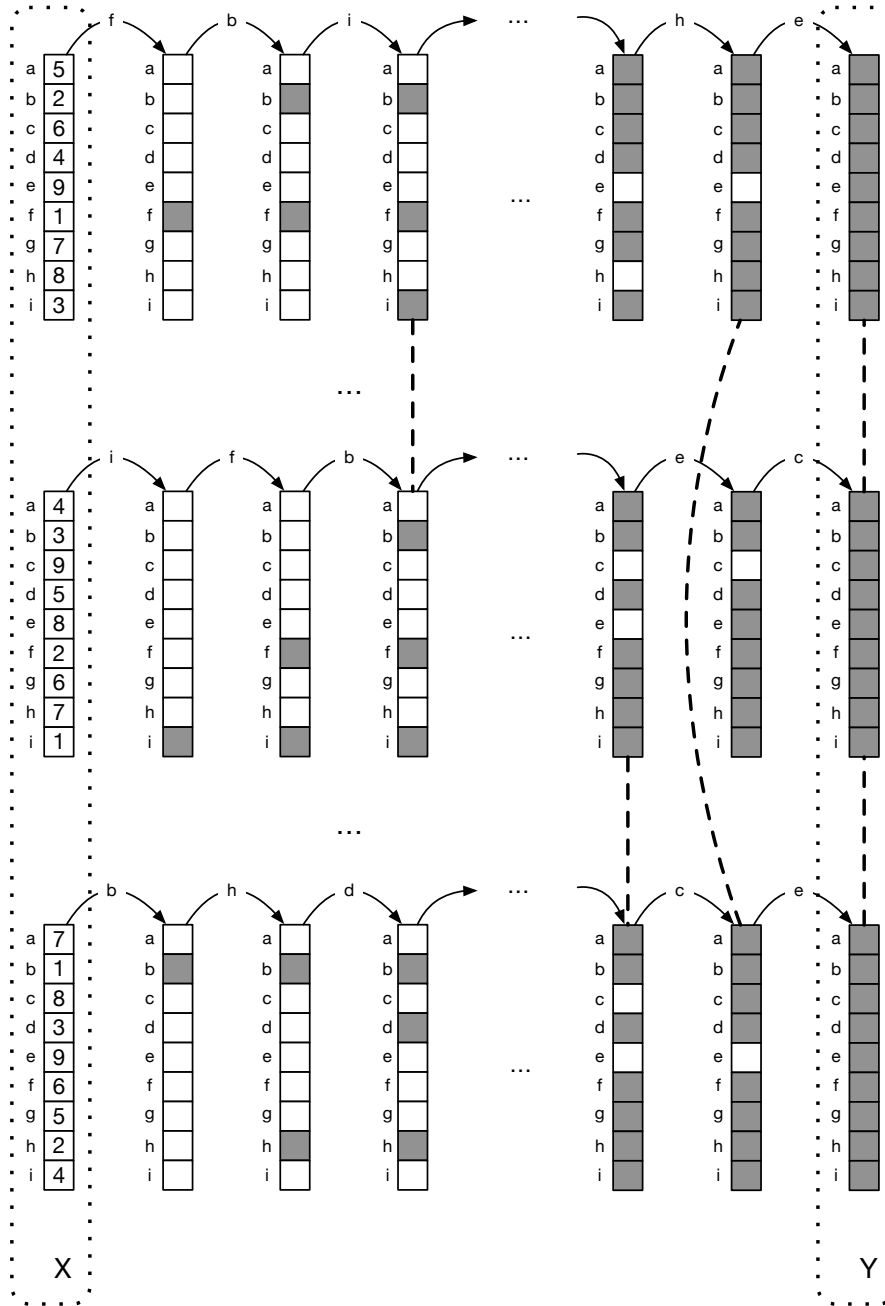 f b i ... h e
a 5 a a a a a a
b 2 b b b b b b
c 6 c c c c c c
d 4 d d d d d d
e 9 e e e ... e e e
f 1 f f f f f f
g 7 g g g g g g
h 8 h h h h h h
i 3 i i i i i i
...
i f b ... e c
a 4 a a a a a a
b 3 b b b b b b
c 9 c c c c c c
d 5 d d d d d d
e 8 e e e ... e e e
f 2 f f f f f f
g 6 g g g g g g
h 7 h h h h h h
i 1 i i i i i i
...
b h d ... c e
a 7 a a a a a a
b 1 b b b b b b
c 8 c c c c c c
d 3 d d d d d d
e 9 e e e ... e e e
f 6 f f f f f f
g 5 g g g g g g
h 2 h h h h h h
i 4 i i i i i i
X Y